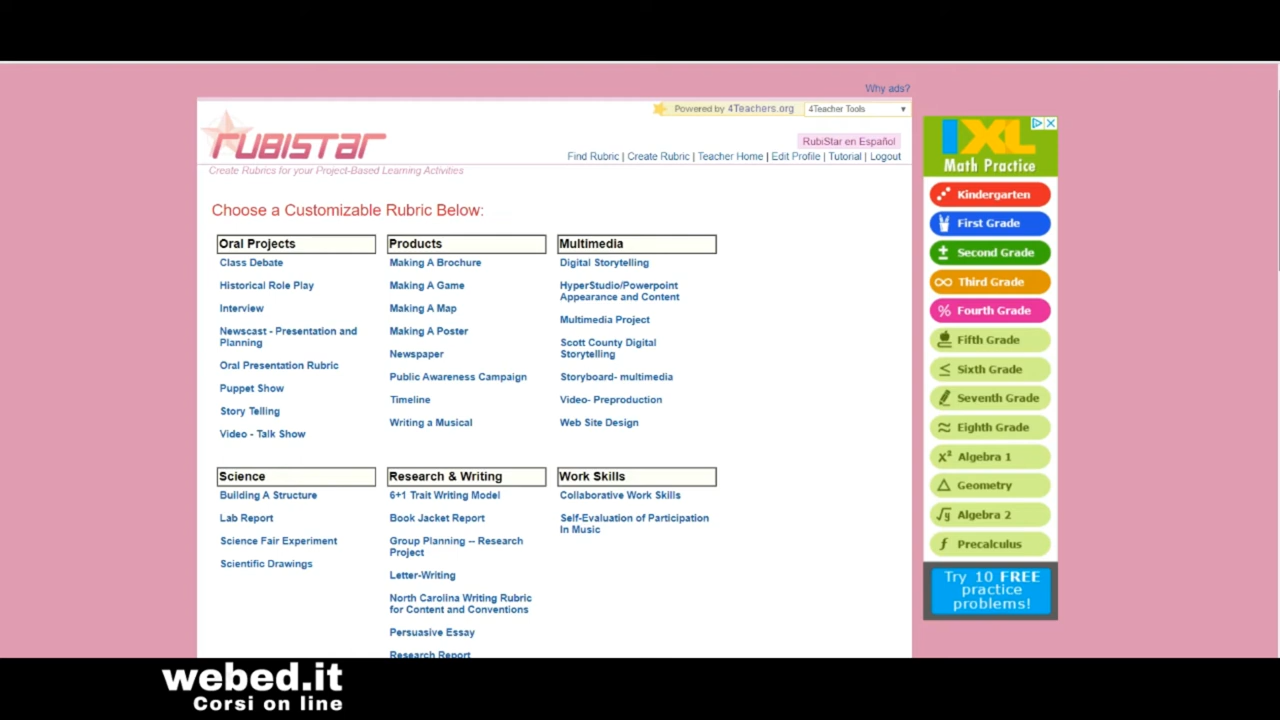 Why ads?
Powered by 4Teachers.org
4Teacher Tools
rubistar
RubiStar en Español
Find Rubric | Create Rubric | Teacher Home | Edit Profile | Tutorial | Logout
Create Rubrics for your Project-Based Learning Activities
Choose a Customizable Rubric Below:
Oral Projects
Class Debate
Historical Role Play
Interview
Newscast - Presentation and
Planning
Oral Presentation Rubric
Puppet Show
Story Telling
Video - Talk Show
Products
Making A Brochure
Making A Game
Making A Map
Making A Poster
Newspaper
Public Awareness Campaign
Timeline
Writing a Musical
Multimedia
Digital Storytelling
HyperStudio/Powerpoint
Appearance and Content
Multimedia Project
Scott County Digital
Storytelling
Storyboard- multimedia
Video- Preproduction
Web Site Design
Science
Building A Structure
Lab Report
Science Fair Experiment
Scientific Drawings
Research & Writing
6+1 Trait Writing Model
Book Jacket Report
Group Planning -- Research
Project
Letter-Writing
North Carolina Writing Rubric
for Content and Conventions
Persuasive Essay
Research Report
Work Skills
Collaborative Work Skills
Self-Evaluation of Participation
In Music
IXL
Math Practice
Kindergarten
First Grade
± Second Grade
∞ Third Grade
% Fourth Grade
Fifth Grade
≤ Sixth Grade
Seventh Grade
≈ Eighth Grade
x² Algebra 1
Geometry
√y Algebra 2
f Precalculus
Try 10 FREE
practice
problems!
webed.it
Corsi on line